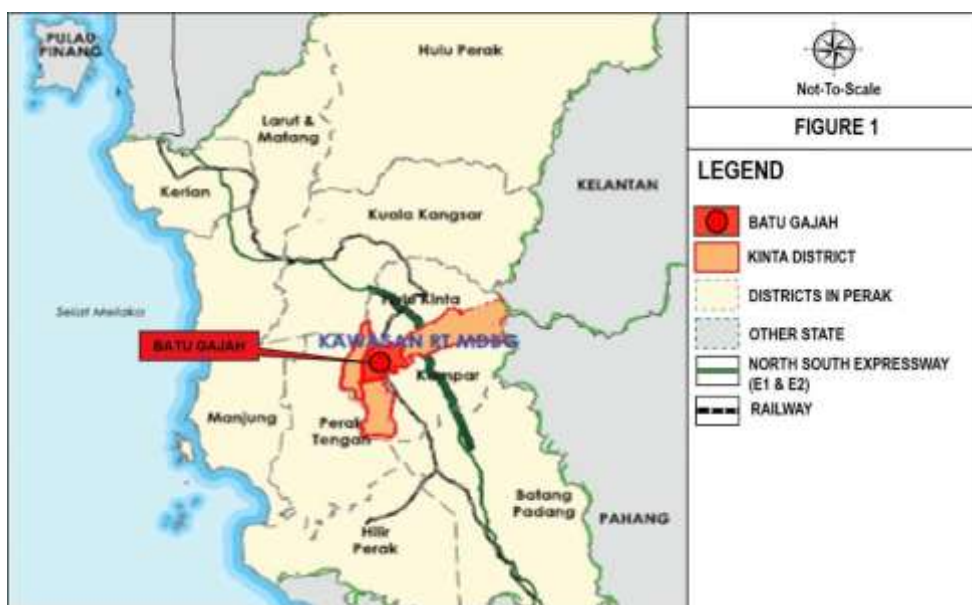 PULAU
PINANG
Hulu Perak
Larut &
Matang
Kerian
Kuala Kangsar
KELANTAN
Selat Melaka
Kinta
KAWASAN RT MDBG
BATU GAJAH
Kampar
Manjung
Perak
Tengah
Batang
Padang
PAHANG
Hilir
Perak
Not-To-Scale
FIGURE 1
LEGEND
BATU GAJAH
KINTA DISTRICT
DISTRICTS IN PERAK
OTHER STATE
NORTH SOUTH EXPRESSWAY
(E1 & E2)
RAILWAY